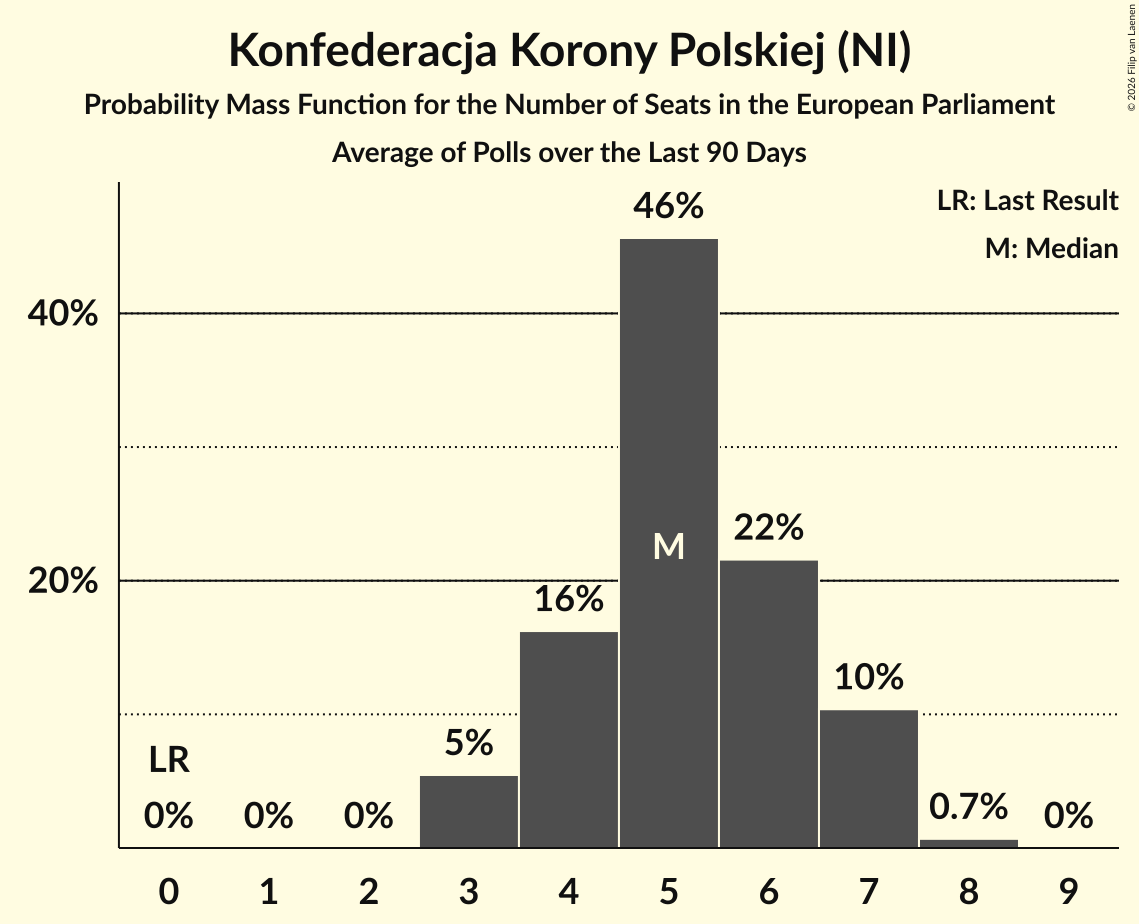 Konfederacja Korony Polskiej (NI)
Probability Mass Function for the Number of Seats in the European Parliament
Average of Polls over the Last 90 Days
© 2026 Filip van Laenen
LR: Last Result
M: Median
46%
40%
22%
M
20%
16%
10%
5%
LR
0%
0%
0%
0.7%
0%
0 1 2 3 4 5 6 7 8 9